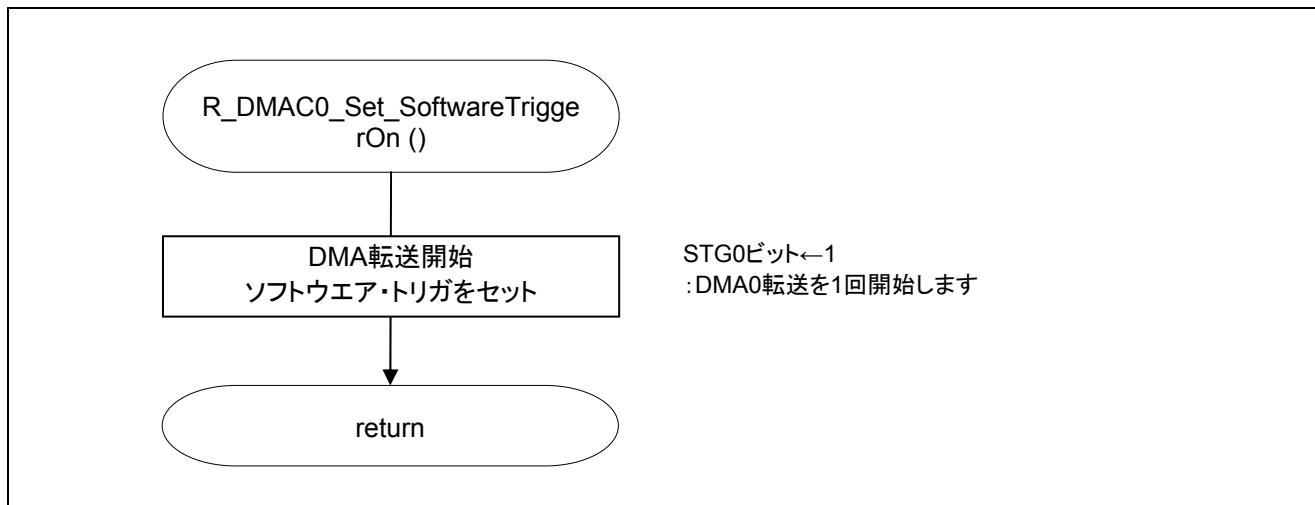 R_DMAC0_Set_SoftwareTrigge
rOn ()
DMA転送開始
ソフトウエア・トリガをセット
STG0ビット←1
:DMA0転送を1回開始します
return